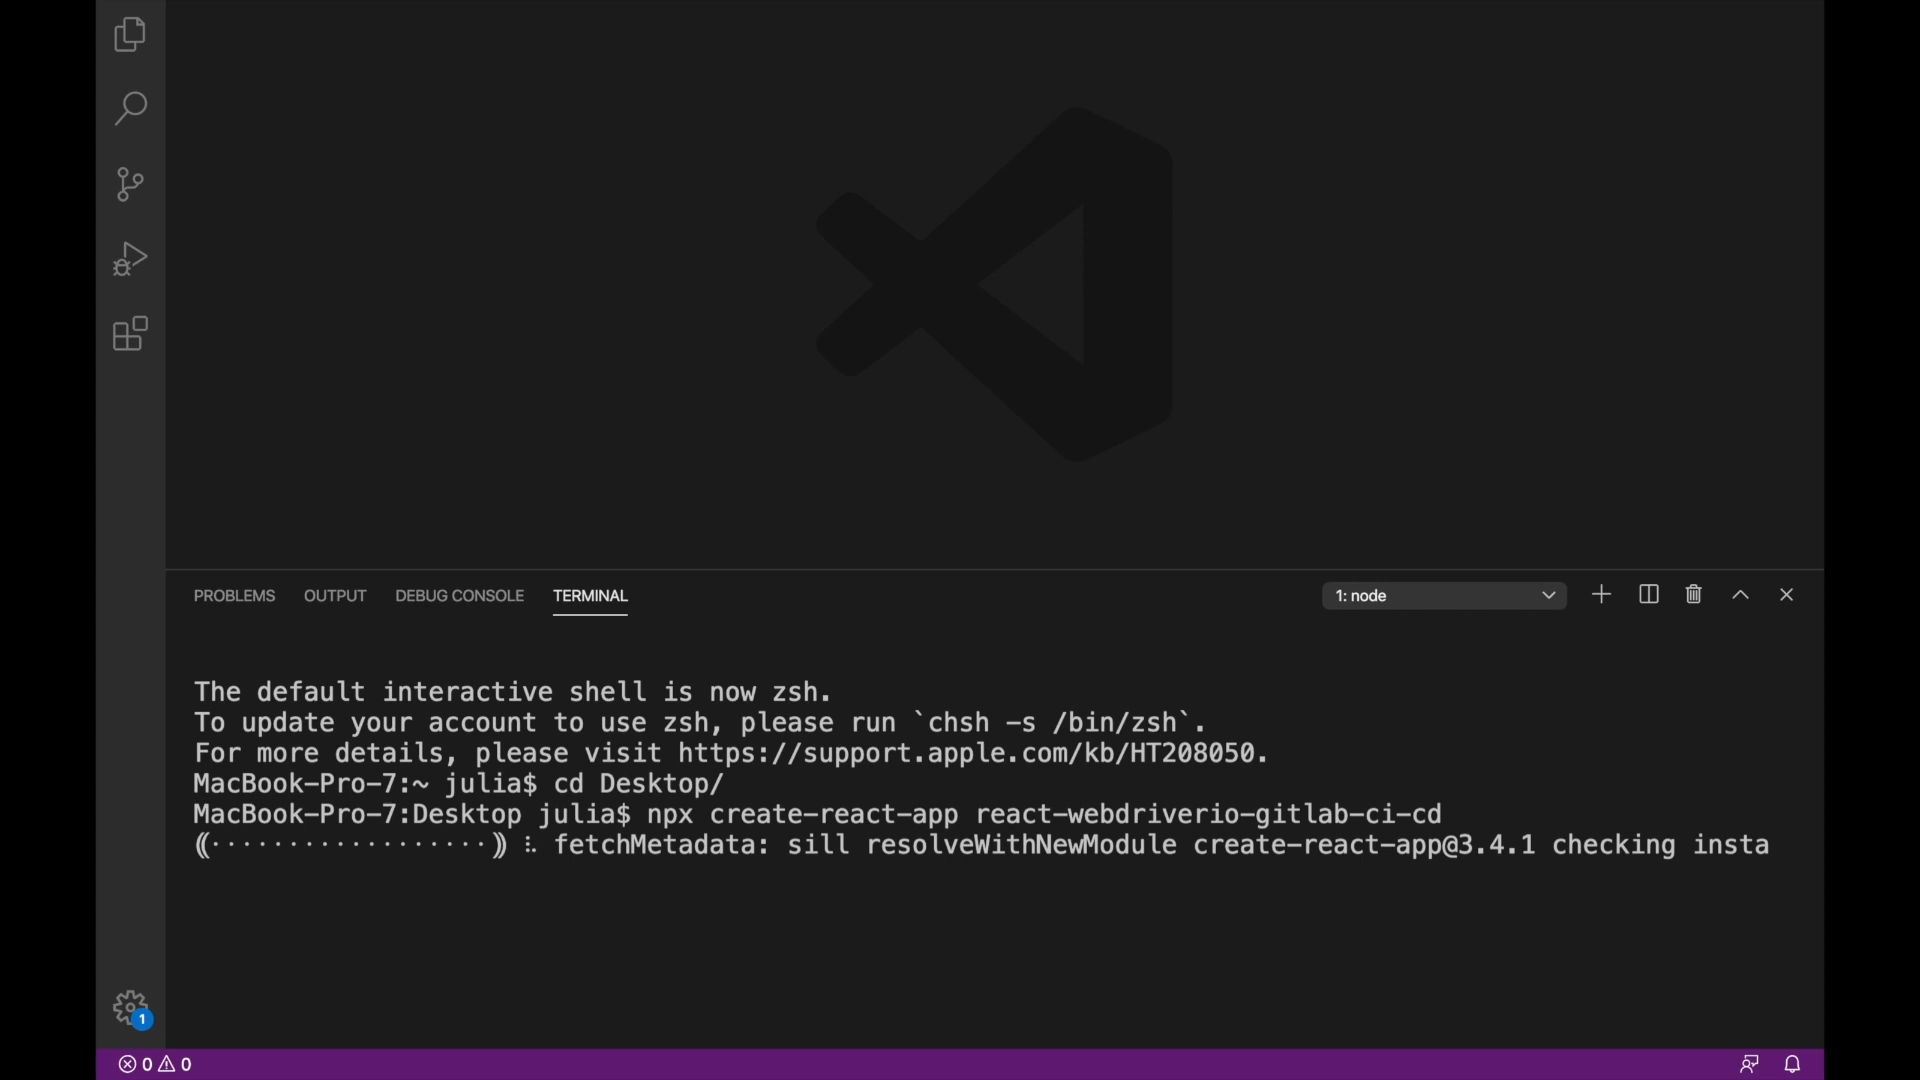 PROBLEMS OUTPUT DEBUG CONSOLE TERMINAL 1: node
The default interactive shell is now zsh.
To update your account to use zsh, please run `chsh -s /bin/zsh`.
For more details, please visit https://support.apple.com/kb/HT208050.
MacBook-Pro-7:~ julia$ cd Desktop/
MacBook-Pro-7:Desktop julia$ npx create-react-app react-webdriverio-gitlab-ci-cd
⸨⠂⠂⠂⠂⠂⠂⠂⠂⠂⠂⠂⠂⠂⠂⠂⠂⠂⠂⸩ ⠧ fetchMetadata: sill resolveWithNewModule create-react-app@3.4.1 checking insta
1
0 0